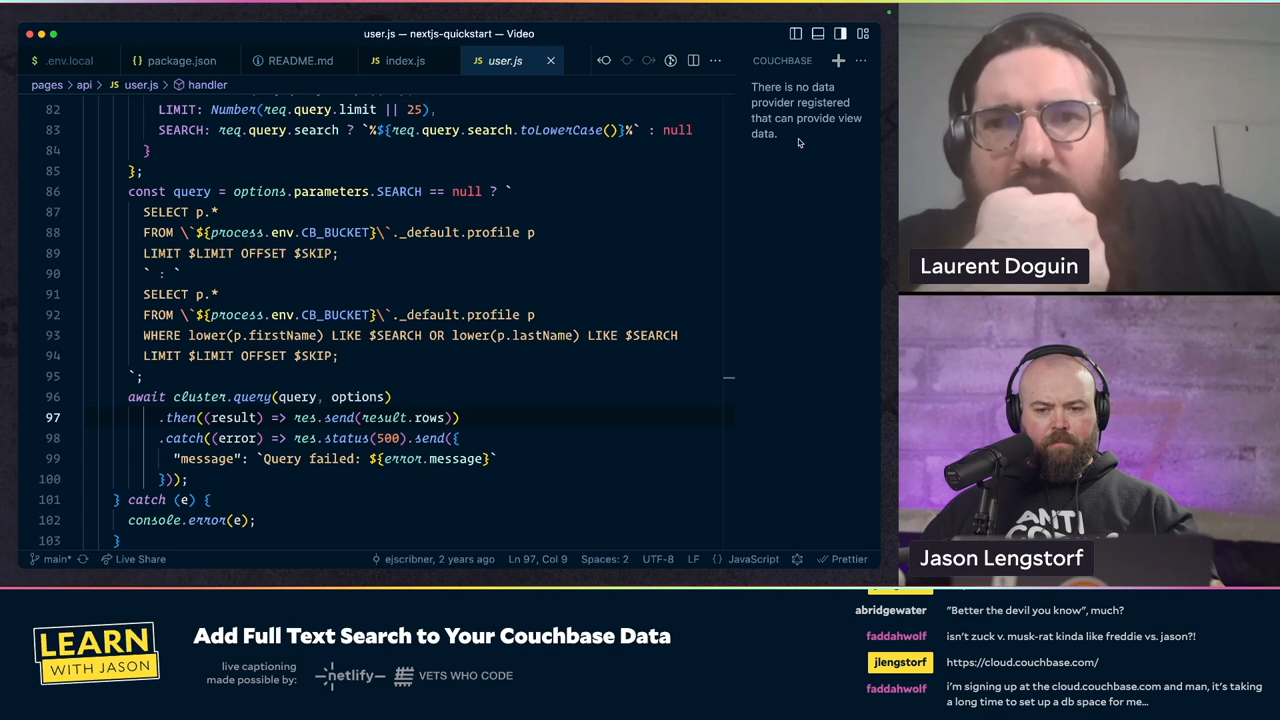 user.js — nextjs-quickstart — Video
$ .env.local
{} package.json
README.md
JS index.js
JS user.js
COUCHBASE
pages > api > JS user.js > handler
There is no data
provider registered
that can provide view
data.
82 LIMIT: Number(req.query.limit || 25),
83 SEARCH: req.query.search ? `%${req.query.search.toLowerCase()}%` : null
84 }
85 };
86 const query = options.parameters.SEARCH == null ? `
87 SELECT p.*
88 FROM \`${process.env.CB_BUCKET}\`._default.profile p
89 LIMIT $LIMIT OFFSET $SKIP;
90 ` : `
91 SELECT p.*
92 FROM \`${process.env.CB_BUCKET}\`._default.profile p
93 WHERE lower(p.firstName) LIKE $SEARCH OR lower(p.lastName) LIKE $SEARCH
94 LIMIT $LIMIT OFFSET $SKIP;
95 `;
96 await cluster.query(query, options)
97 .then((result) => res.send(result.rows))
98 .catch((error) => res.status(500).send({
99 "message": `Query failed: ${error.message}`
100 }));
101 } catch (e) {
102 console.error(e);
103 }
main* Live Share ejscribner, 2 years ago Ln 97, Col 9 Spaces: 2 UTF-8 LF {} JavaScript Prettier
Laurent Doguin
ANTI
Jason Lengstorf
LEARN
WITH JASON
Add Full Text Search to Your Couchbase Data
live captioning
made possible by:
netlify
VETS WHO CODE
abridgewater "Better the devil you know", much?
faddahwolf isn't zuck v. musk-rat kinda like freddie vs. jason?!
jlengstorf https://cloud.couchbase.com/
faddahwolf i'm signing up at the cloud.couchbase.com and man, it's taking
a long time to set up a db space for me...